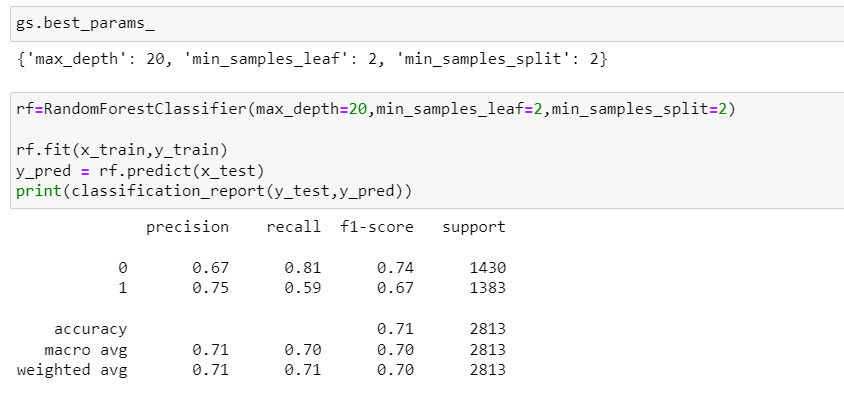 gs.best_params_
{'max_depth': 20, 'min_samples_leaf': 2, 'min_samples_split': 2}
rf=RandomForestClassifier(max_depth=20,min_samples_leaf=2,min_samples_split=2)
rf.fit(x_train,y_train)
y_pred = rf.predict(x_test)
print(classification_report(y_test,y_pred))
precision recall f1-score support
0 0.67 0.81 0.74 1430
1 0.75 0.59 0.67 1383
accuracy 0.71 2813
macro avg 0.71 0.70 0.70 2813
weighted avg 0.71 0.71 0.70 2813